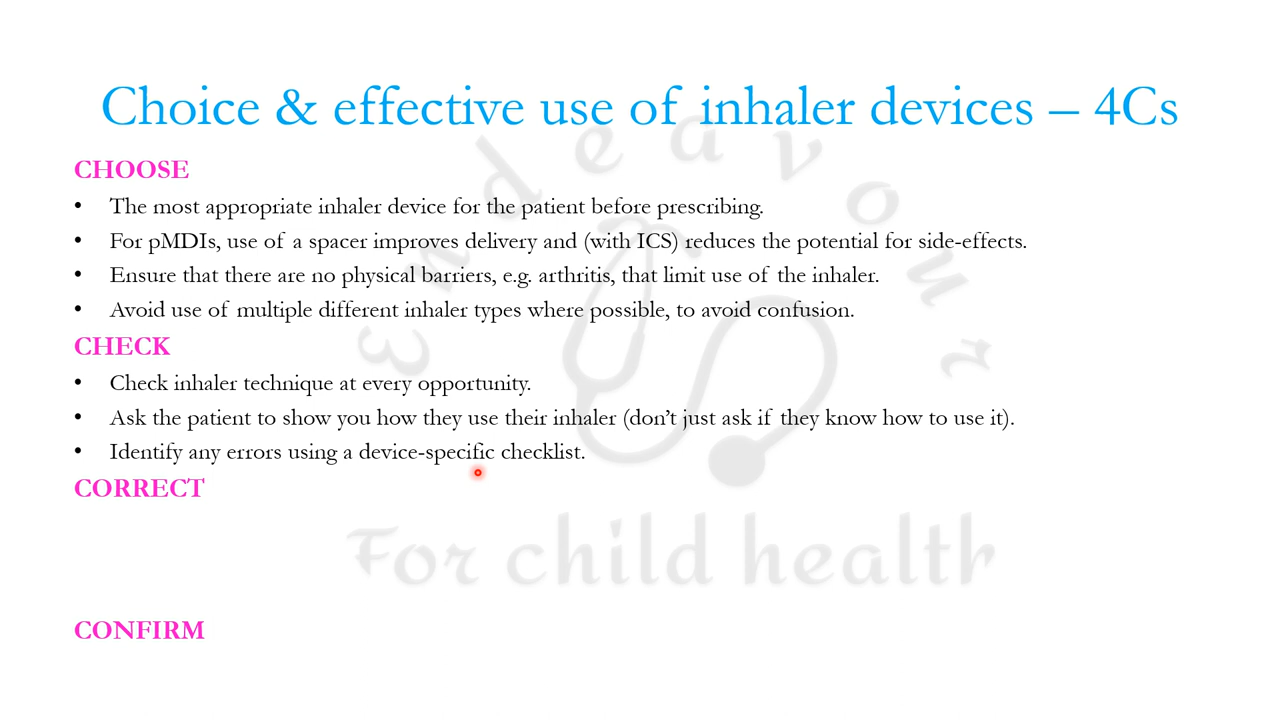 Choice & effective use of inhaler devices – 4Cs
CHOOSE
• The most appropriate inhaler device for the patient before prescribing.
• For pMDIs, use of a spacer improves delivery and (with ICS) reduces the potential for side-effects.
• Ensure that there are no physical barriers, e.g. arthritis, that limit use of the inhaler.
• Avoid use of multiple different inhaler types where possible, to avoid confusion.
CHECK
• Check inhaler technique at every opportunity.
• Ask the patient to show you how they use their inhaler (don’t just ask if they know how to use it).
• Identify any errors using a device-specific checklist.
CORRECT
CONFIRM
Endeavour
For child health